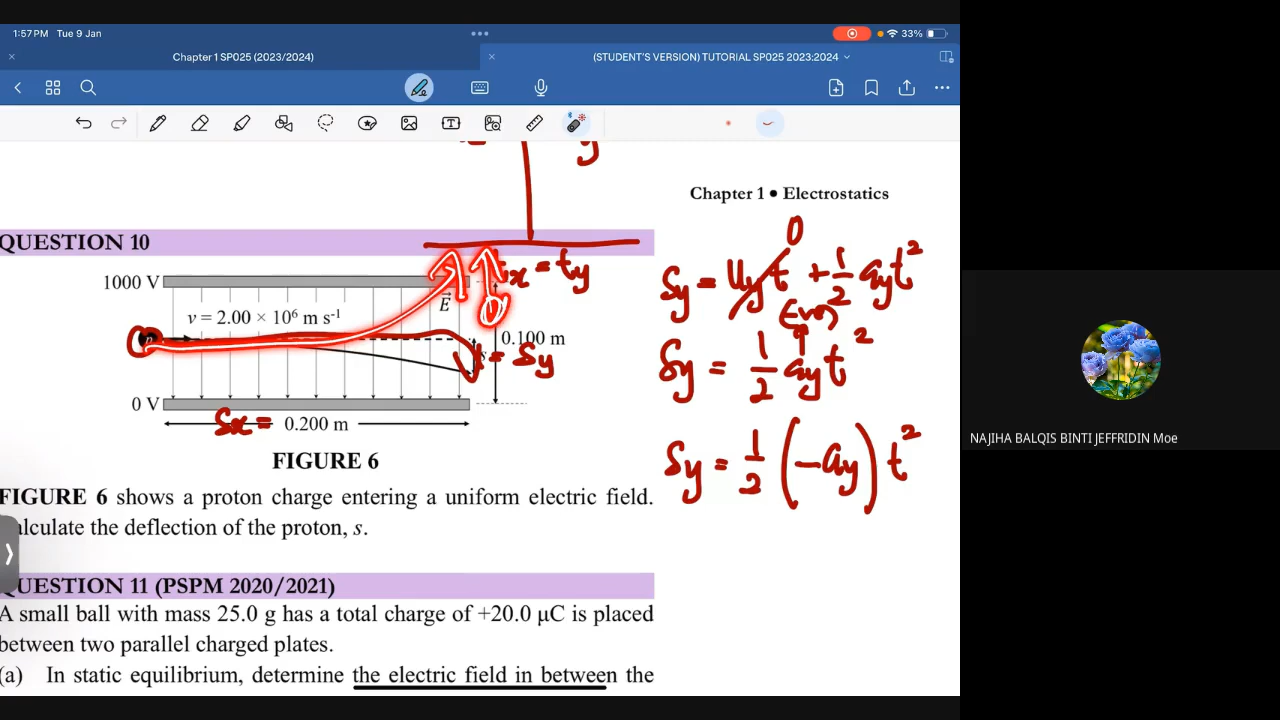 1:57 PM Tue 9 Jan
33%
Chapter 1 SP025 (2023/2024)
(STUDENT'S VERSION) TUTORIAL SP025 2023:2024
Chapter 1 • Electrostatics
QUESTION 10
tx = ty
1000 V
v = 2.00 × 10⁶ m s⁻¹
E
0.100 m
= Sy
0 V
Sx =
0.200 m
FIGURE 6
Sy = Uyt + 1/2 ayt²
0
(-ve)
Sy = 1/2 ayt²
Sy = 1/2 (-ay) t²
FIGURE 6 shows a proton charge entering a uniform electric field.
alculate the deflection of the proton, s.
QUESTION 11 (PSPM 2020/2021)
A small ball with mass 25.0 g has a total charge of +20.0 μC is placed
between two parallel charged plates.
(a) In static equilibrium, determine the electric field in between the
NAJIHA BALQIS BINTI JEFFRIDIN Moe